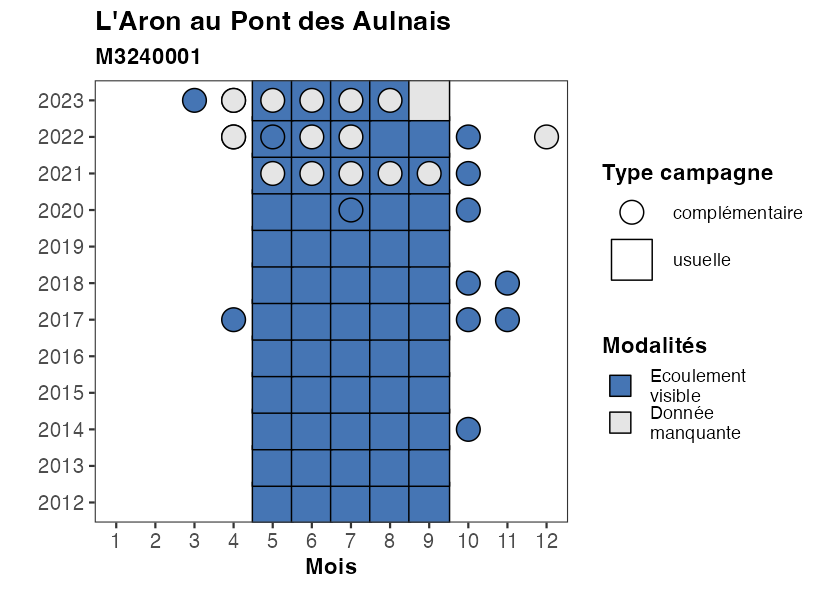 L'Aron au Pont des Aulnais
M3240001
2023
2022
2021
2020
2019
2018
2017
2016
2015
2014
2013
2012
1 2 3 4 5 6 7 8 9 10 11 12
Mois
Type campagne
complémentaire
usuelle
Modalités
Ecoulement
visible
Donnée
manquante